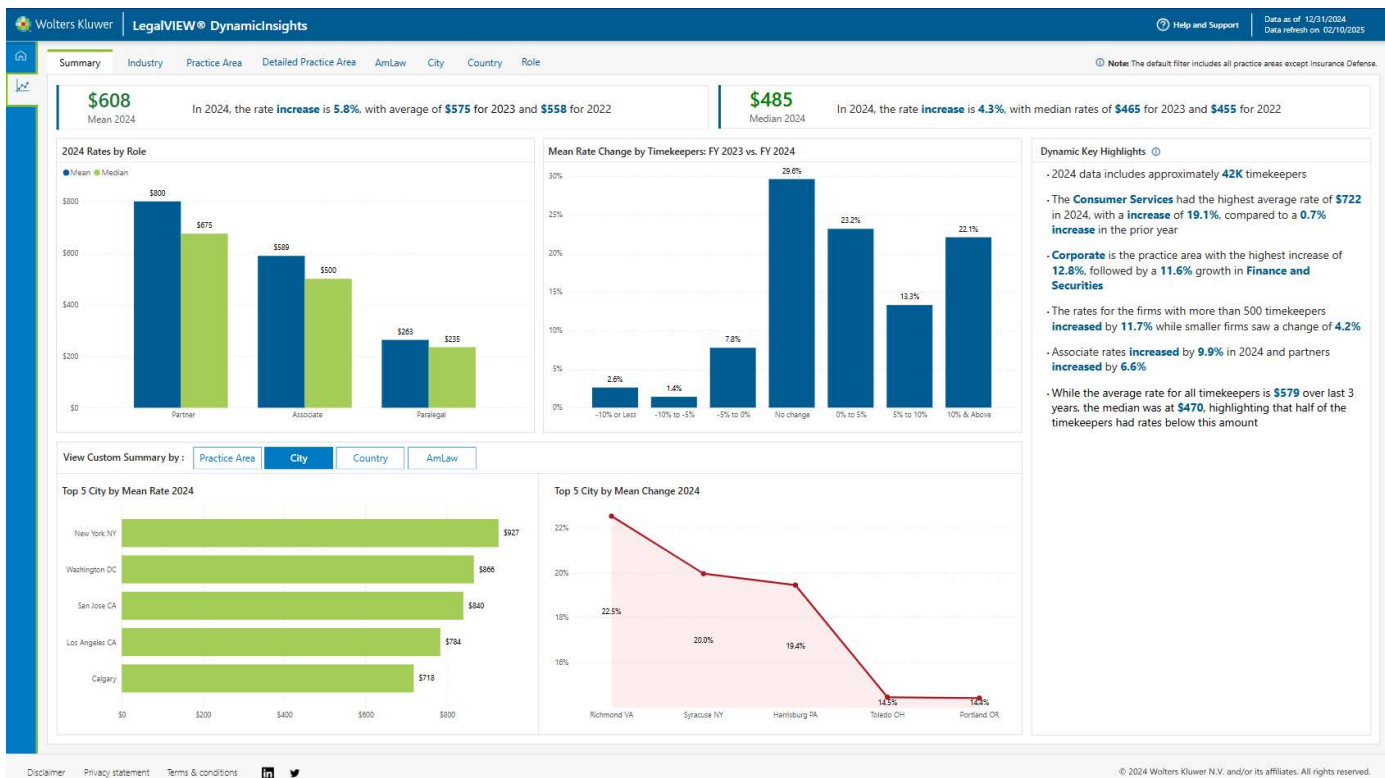 Wolters Kluwer
LegalVIEW® DynamicInsights
Help and Support
Data as of 12/31/2024
Data refresh on 02/10/2025
Summary
Industry
Practice Area
Detailed Practice Area
AmLaw
City
Country
Role
Note: The default filter includes all practice areas except Insurance Defense.
$608
Mean 2024
In 2024, the rate increase is 5.8%, with average of $575 for 2023 and $558 for 2022
$485
Median 2024
In 2024, the rate increase is 4.3%, with median rates of $465 for 2023 and $455 for 2022
2024 Rates by Role
Mean
Median
$800
$600
$400
$200
$0
$800
$675
$589
$500
$263
$235
Partner
Associate
Paralegal
Mean Rate Change by Timekeepers: FY 2023 vs. FY 2024
30%
25%
20%
15%
10%
5%
0%
2.6%
1.4%
7.8%
29.6%
23.2%
13.3%
22.1%
-10% or Less
-10% to -5%
-5% to 0%
No change
0% to 5%
5% to 10%
10% & Above
Dynamic Key Highlights
· 2024 data includes approximately 42K timekeepers
· The Consumer Services had the highest average rate of $722
in 2024, with a increase of 19.1%, compared to a 0.7%
increase in the prior year
· Corporate is the practice area with the highest increase of
12.8%, followed by a 11.6% growth in Finance and
Securities
· The rates for the firms with more than 500 timekeepers
increased by 11.7% while smaller firms saw a change of 4.2%
· Associate rates increased by 9.9% in 2024 and partners
increased by 6.6%
· While the average rate for all timekeepers is $579 over last 3
years, the median was at $470, highlighting that half of the
timekeepers had rates below this amount
View Custom Summary by :
Practice Area
City
Country
AmLaw
Top 5 City by Mean Rate 2024
New York NY
$927
Washington DC
$866
San Jose CA
$840
Los Angeles CA
$784
Calgary
$718
$0
$200
$400
$600
$800
Top 5 City by Mean Change 2024
22%
20%
18%
16%
22.5%
20.0%
19.4%
14.5%
14.4%
Richmond VA
Syracuse NY
Harrisburg PA
Toledo OH
Portland OR
Disclaimer
Privacy statement
Terms & conditions
© 2024 Wolters Kluwer N.V. and/or its affiliates. All rights reserved.